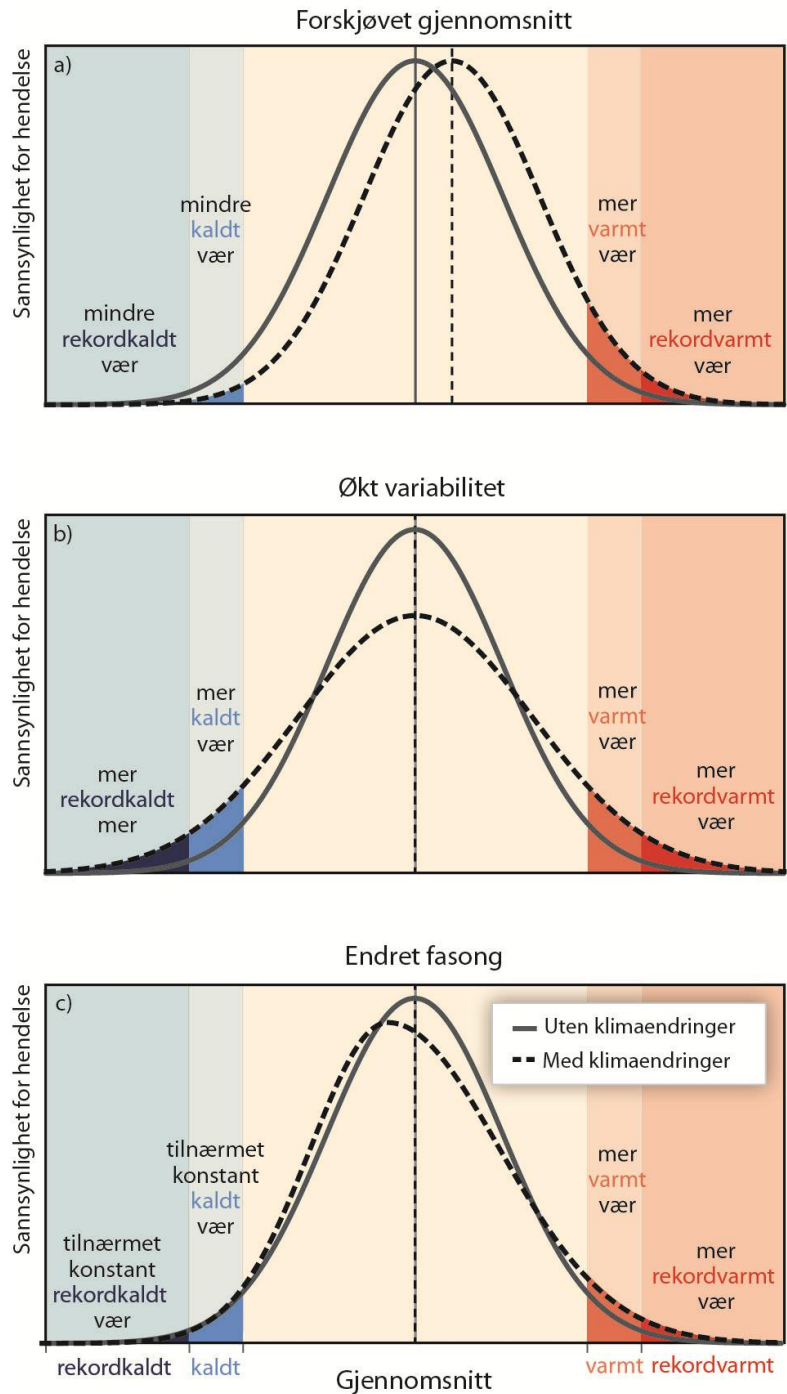 Forskjøvet gjennomsnitt
a)
Sannsynlighet for hendelse
mindre
kaldt
vær
mindre
rekordkaldt
vær
mer
varmt
vær
mer
rekordvarmt
vær
Økt variabilitet
b)
Sannsynlighet for hendelse
mer
kaldt
vær
mer
rekordkaldt
mer
mer
varmt
vær
mer
rekordvarmt
vær
Endret fasong
c)
Sannsynlighet for hendelse
Uten klimaendringer
Med klimaendringer
tilnærmet
konstant
kaldt
vær
tilnærmet
konstant
rekordkaldt
vær
mer
varmt
vær
mer
rekordvarmt
vær
rekordkaldt
kaldt
Gjennomsnitt
varmt
rekordvarmt